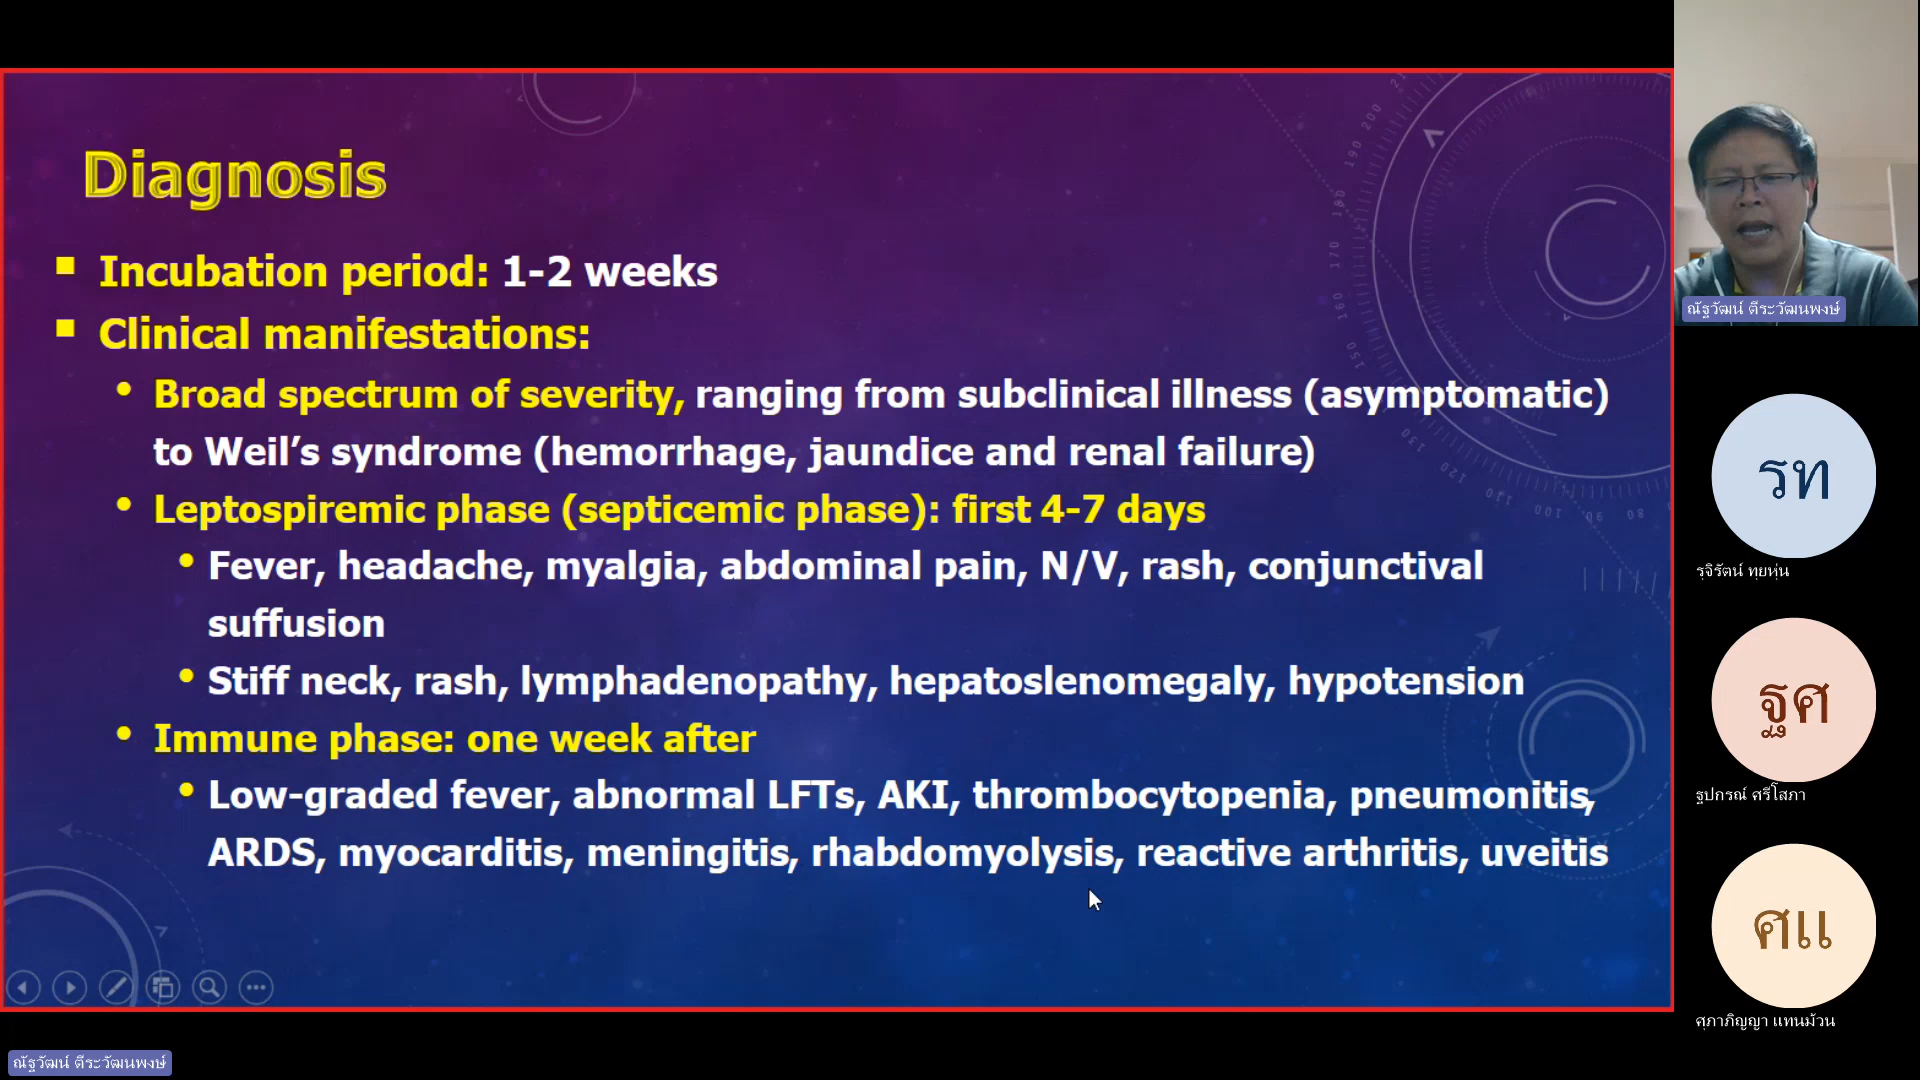 Diagnosis
Incubation period: 1-2 weeks
Clinical manifestations:
Broad spectrum of severity, ranging from subclinical illness (asymptomatic)
to Weil’s syndrome (hemorrhage, jaundice and renal failure)
Leptospiremic phase (septicemic phase): first 4-7 days
Fever, headache, myalgia, abdominal pain, N/V, rash, conjunctival
suffusion
Stiff neck, rash, lymphadenopathy, hepatoslenomegaly, hypotension
Immune phase: one week after
Low-graded fever, abnormal LFTs, AKI, thrombocytopenia, pneumonitis,
ARDS, myocarditis, meningitis, rhabdomyolysis, reactive arthritis, uveitis
ณัฐวัฒน์ ตีระวัฒนพงษ์
รท
รุจิรัตน์ ทุยหุ่น
ฐศ
ฐปกรณ์ ศรีโสภา
ศแ
ศุภาภิญญา แทนม้วน
ณัฐวัฒน์ ตีระวัฒนพงษ์